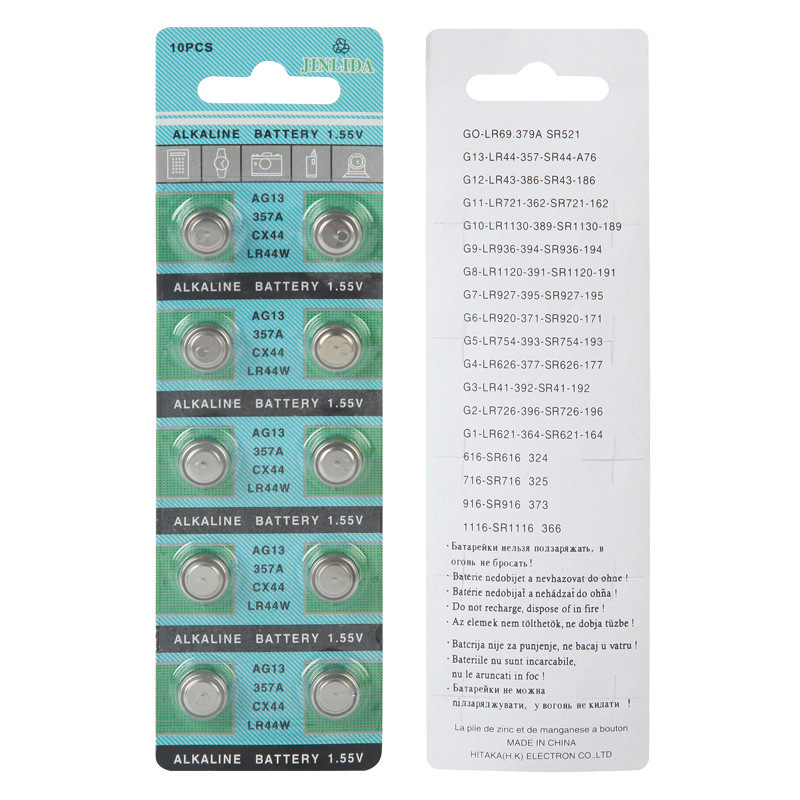 10PCS
JINLIDA
ALKALINE BATTERY 1.55V
AG13
357A
CX44
LR44W
ALKALINE BATTERY 1.55V
AG13
357A
CX44
LR44W
ALKALINE BATTERY 1.55V
AG13
357A
CX44
LR44W
ALKALINE BATTERY 1.55V
AG13
357A
CX44
LR44W
ALKALINE BATTERY 1.55V
AG13
357A
CX44
LR44W
ALKALINE BATTERY 1.55V
GO-LR69.379A SR521
G13-LR44-357-SR44-A76
G12-LR43-386-SR43-186
G11-LR721-362-SR721-162
G10-LR1130-389-SR1130-189
G9-LR936-394-SR936-194
G8-LR1120-391-SR1120-191
G7-LR927-395-SR927-195
G6-LR920-371-SR920-171
G5-LR754-393-SR754-193
G4-LR626-377-SR626-177
G3-LR41-392-SR41-192
G2-LR726-396-SR726-196
G1-LR621-364-SR621-164
616-SR616 324
716-SR716 325
916-SR916 373
1116-SR1116 366
· Батарейки нельзя подзаряжать, в
огонь не бросать !
· Baterie nedobijet a nevhazovat do ohne !
· Batérie nedobijať a nehádzať do ohňa !
· Do not recharge, dispose of in fire !
· Az elemek nem tölthetök, ne dobja tüzbe !
· Batcrija nije za punjenje, ne bacaj u vatru !
· Bateriile nu sunt incarcabile,
nu le aruncati in foc !
· Батарейки не можна
підзаряджувати, у вогонь не кидати !
La pile de zinc et de manganese a bouton
MADE IN CHINA
HITAKA(H.K) ELECTRON CO.,LTD